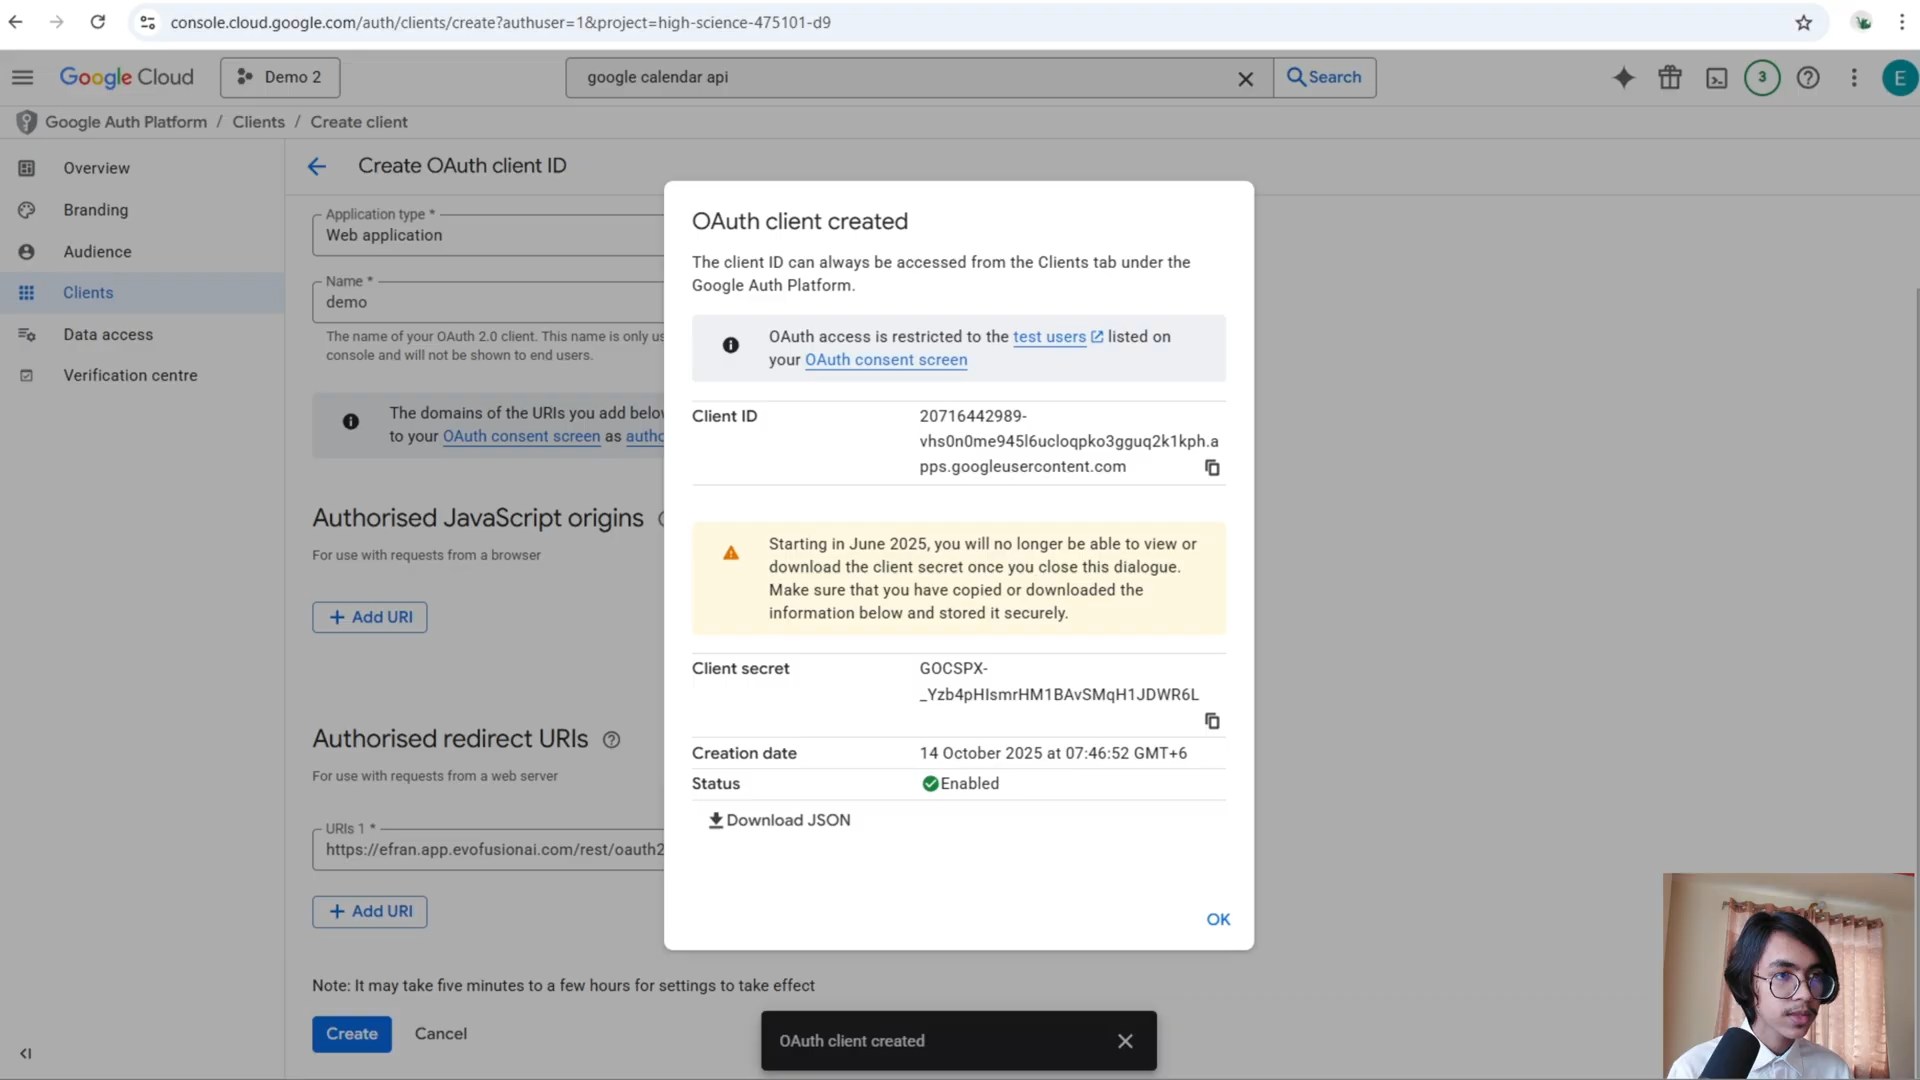 console.cloud.google.com/auth/clients/create?authuser=1&project=high-science-475101-d9
Google Cloud
Demo 2
google calendar api
Search
3
E
Google Auth Platform / Clients / Create client
Overview
Branding
Audience
Clients
Data access
Verification centre
Create OAuth client ID
Application type *
Web application
Name *
demo
The name of your OAuth 2.0 client. This name is only us
console and will not be shown to end users.
The domains of the URIs you add below
to your OAuth consent screen as autho
Authorised JavaScript origins
For use with requests from a browser
+ Add URI
Authorised redirect URIs
For use with requests from a web server
URIs 1 *
https://efran.app.evofusionai.com/rest/oauth2
+ Add URI
Note: It may take five minutes to a few hours for settings to take effect
Create
Cancel
OAuth client created
The client ID can always be accessed from the Clients tab under the
Google Auth Platform.
OAuth access is restricted to the test users listed on
your OAuth consent screen
Client ID
20716442989-
vhs0n0me945l6ucloqpko3gguq2k1kph.a
pps.googleusercontent.com
Starting in June 2025, you will no longer be able to view or
download the client secret once you close this dialogue.
Make sure that you have copied or downloaded the
information below and stored it securely.
Client secret
GOCSPX-
_Yzb4pHIsmrHM1BAvSMqH1JDWR6L
Creation date
14 October 2025 at 07:46:52 GMT+6
Status
Enabled
Download JSON
OK
OAuth client created